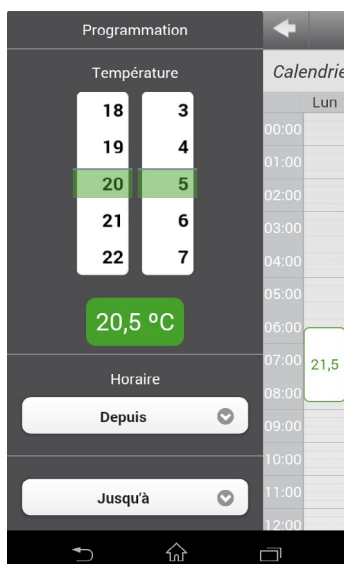 Programmation
Température
18 3
19 4
20 5
21 6
22 7
20,5 ºC
Horaire
Depuis
Jusqu'à
Calendrie
Lun
00:00
01:00
02:00
03:00
04:00
05:00
06:00
07:00 21,5
08:00
09:00
10:00
11:00
12:00